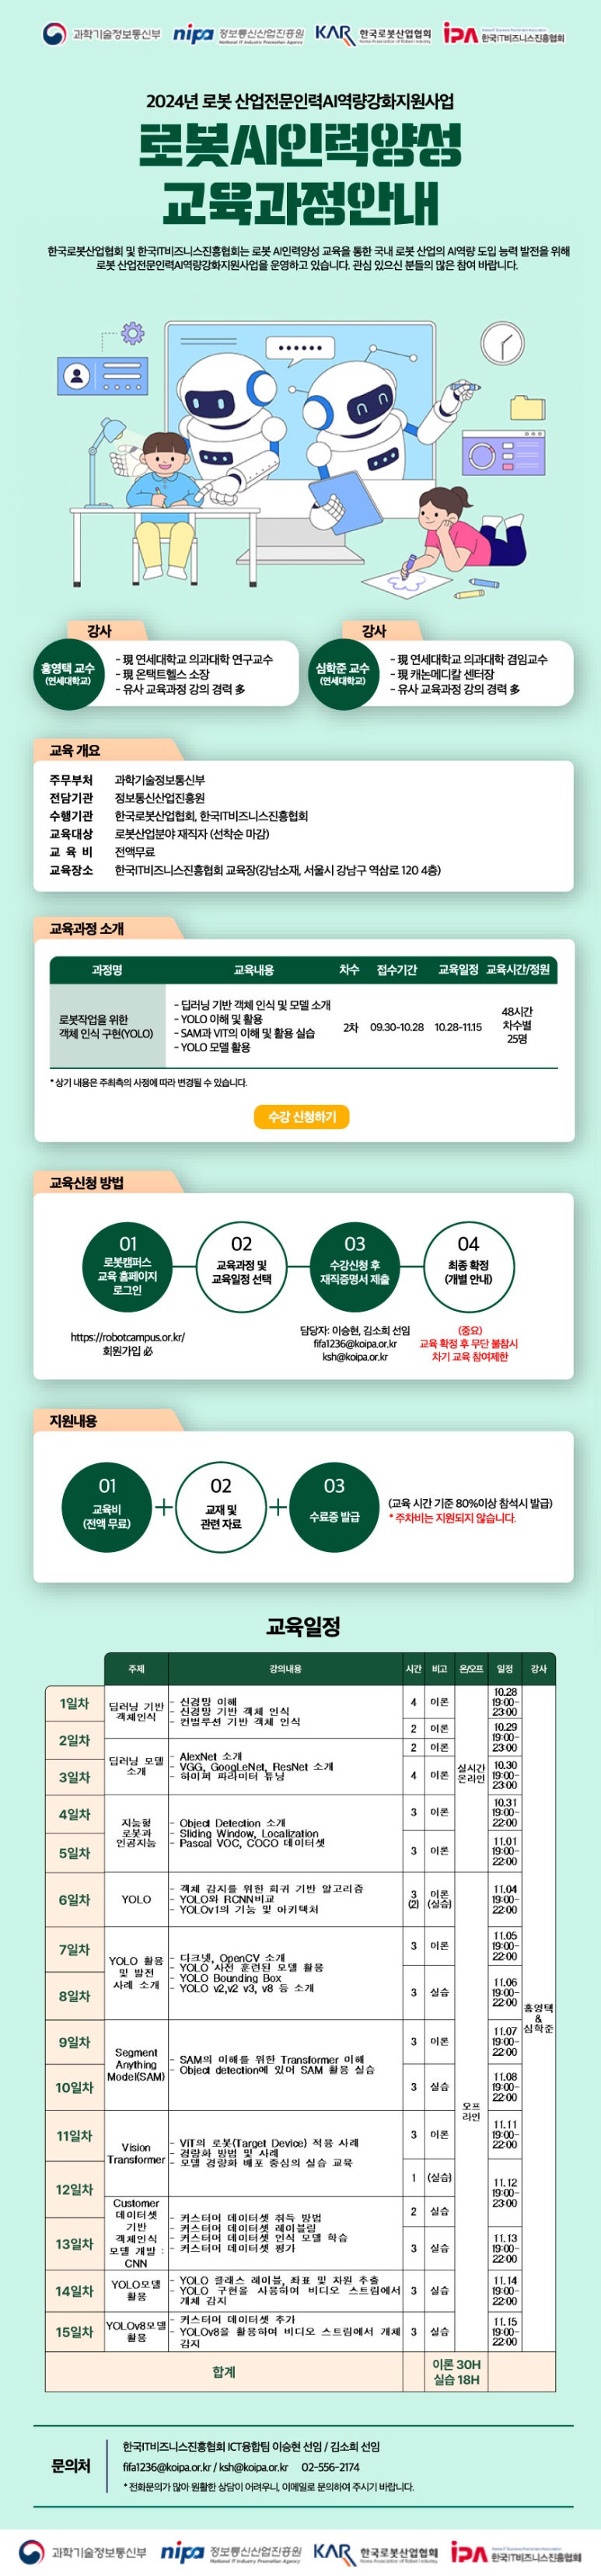 과학기술정보통신부
nipa 정보통신산업진흥원
National IT Industry Promotion Agency
KAR 한국로봇산업협회
Korea Association of Robot Industry
iPA 한국IT비즈니스진흥협회
2024년 로봇 산업전문인력AI역량강화지원사업
로봇AI인력양성
교육과정안내
한국로봇산업협회 및 한국IT비즈니스진흥협회는 로봇 AI인력양성 교육을 통한 국내 로봇 산업의 AI역량 도입 능력 발전을 위해
로봇 산업전문인력AI역량강화지원사업을 운영하고 있습니다. 관심 있으신 분들의 많은 참여 바랍니다.
강사
홍영택 교수
(연세대학교)
- 現 연세대학교 의과대학 연구교수
- 現 온택트헬스 소장
- 유사 교육과정 강의 경력 多
강사
심학준 교수
(연세대학교)
- 現 연세대학교 의과대학 겸임교수
- 現 캐논메디칼 센터장
- 유사 교육과정 강의 경력 多
교육 개요
주무부처 과학기술정보통신부
전담기관 정보통신산업진흥원
수행기관 한국로봇산업협회, 한국IT비즈니스진흥협회
교육대상 로봇산업분야 재직자 (선착순 마감)
교 육 비 전액무료
교육장소 한국IT비즈니스진흥협회 교육장(강남소재, 서울시 강남구 역삼로 120 4층)
교육과정 소개
과정명 교육내용 차수 접수기간 교육일정 교육시간/정원
로봇작업을 위한
객체 인식 구현(YOLO)
- 딥러닝 기반 객체 인식 및 모델 소개
- YOLO 이해 및 활용
- SAM과 VIT의 이해 및 활용 실습
- YOLO 모델 활용
2차 09.30-10.28 10.28-11.15
48시간
차수별
25명
* 상기 내용은 주최측의 사정에 따라 변경될 수 있습니다.
수강 신청하기
교육신청 방법
01
로봇캠퍼스
교육 홈페이지
로그인
02
교육과정 및
교육일정 선택
03
수강신청 후
재직증명서 제출
04
최종 확정
(개별 안내)
https://robotcampus.or.kr/
회원가입 必
담당자: 이승현, 김소희 선임
fifa1236@koipa.or.kr
ksh@koipa.or.kr
(중요)
교육 확정 후 무단 불참시
차기 교육 참여제한
지원내용
01
교육비
(전액 무료)
+
02
교재 및
관련 자료
+
03
수료증 발급
(교육 시간 기준 80%이상 참석시 발급)
* 주차비는 지원되지 않습니다.
교육일정
주제 강의내용 시간 비고 온/오프 일정 강사
1일차
딥러닝 기반
객체인식
- 신경망 이해
- 신경망 기반 객체 인식
- 컨벌루션 기반 객체 인식
4 이론
10.28
19:00-
23:00
2일차
2 이론
2 이론
10.29
19:00-
23:00
딥러닝 모델
소개
- AlexNet 소개
- VGG, GoogLeNet, ResNet 소개
- 하이퍼 파라미터 튜닝
3일차
4 이론
실시간
온라인
10.30
19:00-
23:00
4일차
3 이론
10.31
19:00-
22:00
지능형
로봇과
인공지능
- Object Detection 소개
- Sliding Window, Localization
- Pascal VOC, COCO 데이터셋
5일차
3 이론
11.01
19:00-
22:00
6일차
YOLO
- 객체 감지를 위한 회귀 기반 알고리즘
- YOLO와 RCNN비교
- YOLOv1의 기능 및 아키텍처
3
(2)
이론
(실습)
11.04
19:00-
22:00
7일차
3 이론
11.05
19:00-
22:00
YOLO 활용
및 발전
사례 소개
- 다크넷, OpenCV 소개
- YOLO 사전 훈련된 모델 활용
- YOLO Bounding Box
- YOLO v2,v2 v3, v8 등 소개
8일차
3 실습
11.06
19:00-
22:00
홍영택
&
심학준
9일차
3 이론
11.07
19:00-
22:00
Segment
Anything
Model(SAM)
- SAM의 이해를 위한 Transformer 이해
- Object detection에 있어 SAM 활용 실습
10일차
3 실습
11.08
19:00-
22:00
오프
라인
11일차
3 이론
11.11
19:00-
22:00
Vision
Transformer
- ViT의 로봇(Target Device) 적용 사례
- 경량화 방법 및 사례
- 모델 경량화 배포 중심의 실습 교육
12일차
1 (실습)
2 실습
11.12
19:00-
23:00
Customer
데이터셋
기반
객체인식
모델 개발 :
CNN
- 커스터머 데이터셋 취득 방법
- 커스터머 데이터셋 레이블링
- 커스터머 데이터셋 인식 모델 학습
- 커스터머 데이터셋 평가
13일차
3 실습
11.13
19:00-
22:00
14일차
YOLO모델
활용
- YOLO 클래스 레이블, 좌표 및 차원 추출
- YOLO 구현을 사용하여 비디오 스트림에서
개체 감지
3 실습
11.14
19:00-
22:00
15일차
YOLOv8모델
활용
- 커스터머 데이터셋 추가
- YOLOv8을 활용하여 비디오 스트림에서 개체
감지
3 실습
11.15
19:00-
22:00
합계
이론 30H
실습 18H
문의처
한국IT비즈니스진흥협회 ICT융합팀 이승현 선임 / 김소희 선임
fifa1236@koipa.or.kr / ksh@koipa.or.kr 02-556-2174
* 전화문의가 많아 원활한 상담이 어려우니, 이메일로 문의하여 주시기 바랍니다.
과학기술정보통신부
nipa 정보통신산업진흥원
National IT Industry Promotion Agency
KAR 한국로봇산업협회
Korea Association of Robot Industry
iPA 한국IT비즈니스진흥협회